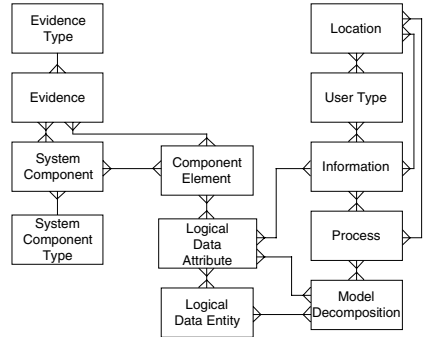 Evidence
Type
Location
Evidence
User Type
System
Component
Component
Element
Information
System
Component
Type
Logical
Data
Attribute
Process
Logical
Data Entity
Model
Decomposition